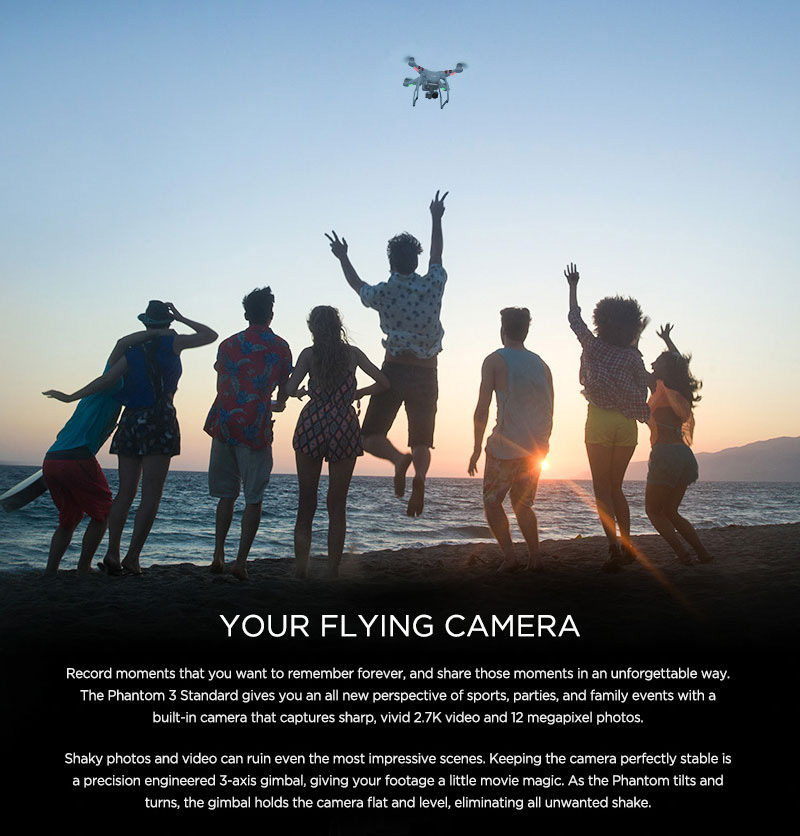 YOUR FLYING CAMERA
Record moments that you want to remember forever, and share those moments in an unforgettable way.
The Phantom 3 Standard gives you an all new perspective of sports, parties, and family events with a
built-in camera that captures sharp, vivid 2.7K video and 12 megapixel photos.
Shaky photos and video can ruin even the most impressive scenes. Keeping the camera perfectly stable is
a precision engineered 3-axis gimbal, giving your footage a little movie magic. As the Phantom tilts and
turns, the gimbal holds the camera flat and level, eliminating all unwanted shake.